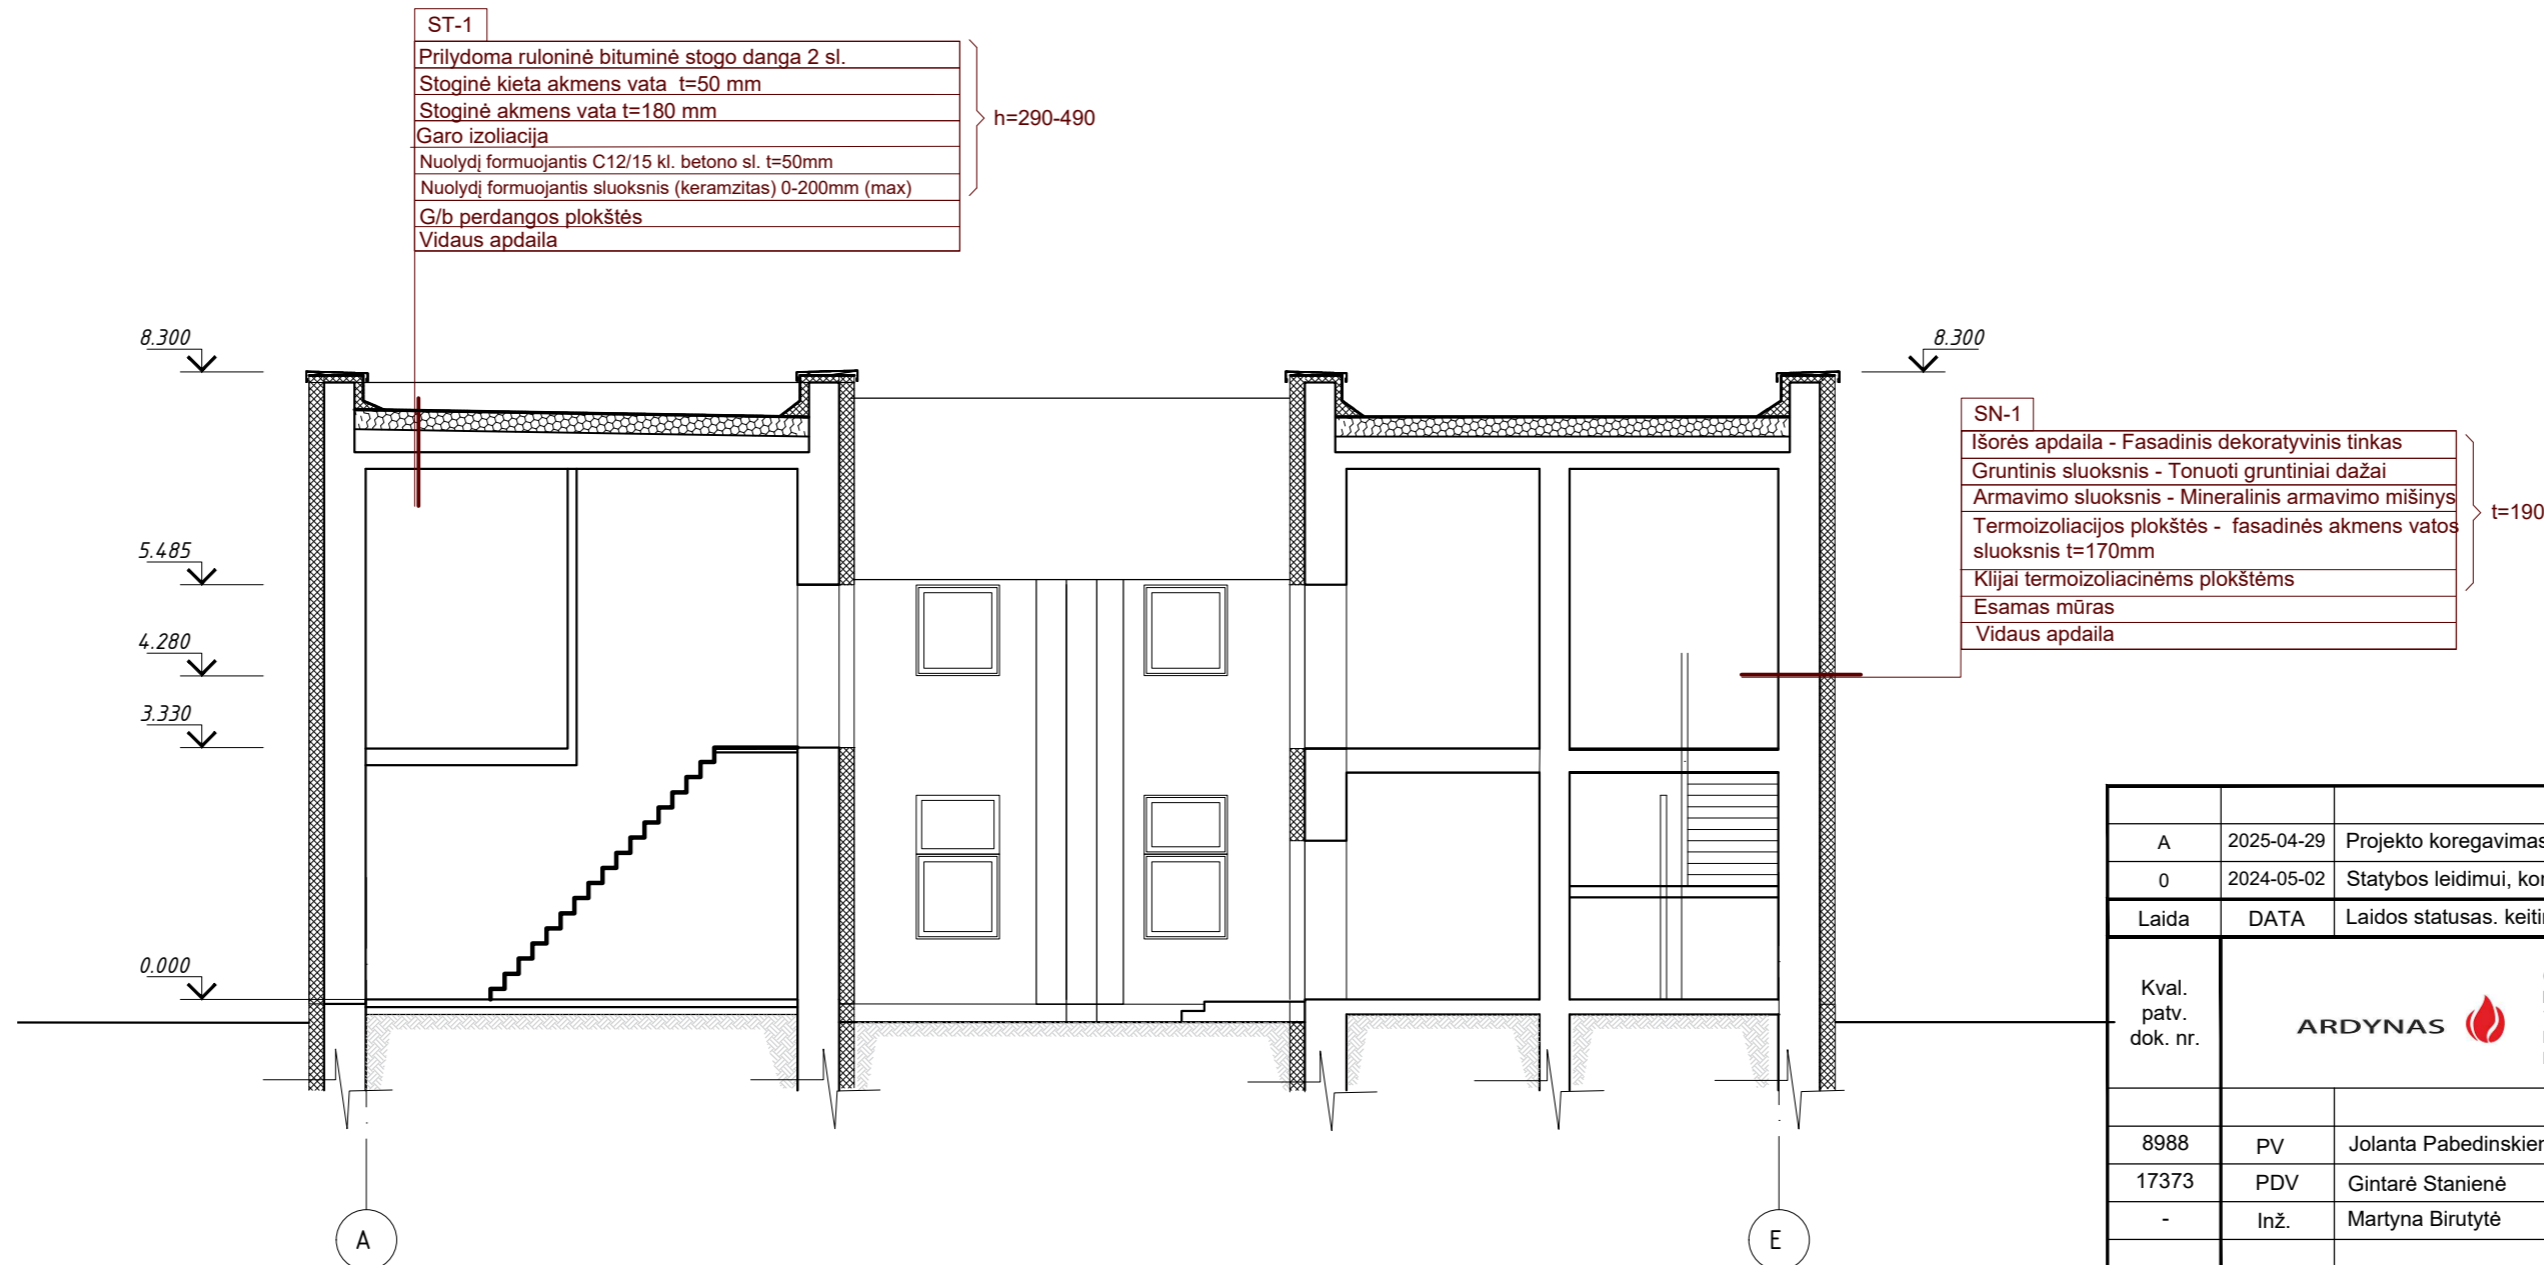 ST-1
Prilydoma ruloninė bituminė stogo danga 2 sl.
Stoginė kieta akmens vata t=50 mm
Stoginė akmens vata t=180 mm
Garo izoliacija
Nuolydį formuojantis C12/15 kl. betono sl. t=50mm
Nuolydį formuojantis sluoksnis (keramzitas) 0-200mm (max)
G/b perdangos plokštės
Vidaus apdaila
h=290-490
8.300
5.485
4.280
3.330
0.000
8.300
SN-1
Išorės apdaila - Fasadinis dekoratyvinis tinkas
Gruntinis sluoksnis - Tonuoti gruntiniai dažai
Armavimo sluoksnis - Mineralinis armavimo mišinys
Termoizoliacijos plokštės - fasadinės akmens vatos
sluoksnis t=170mm
Klijai termoizoliacinėms plokštėms
Esamas mūras
Vidaus apdaila
t=190
A
E
A 2025-04-29 Projekto koregavimas
0 2024-05-02 Statybos leidimui,
Laida DATA Laidos statusas.
Kval.
patv.
dok. nr.
ARDYNAS
8988 PV Jolanta
17373 PDV Gintarė Stanienė
- Inž. Martyna Birutytė